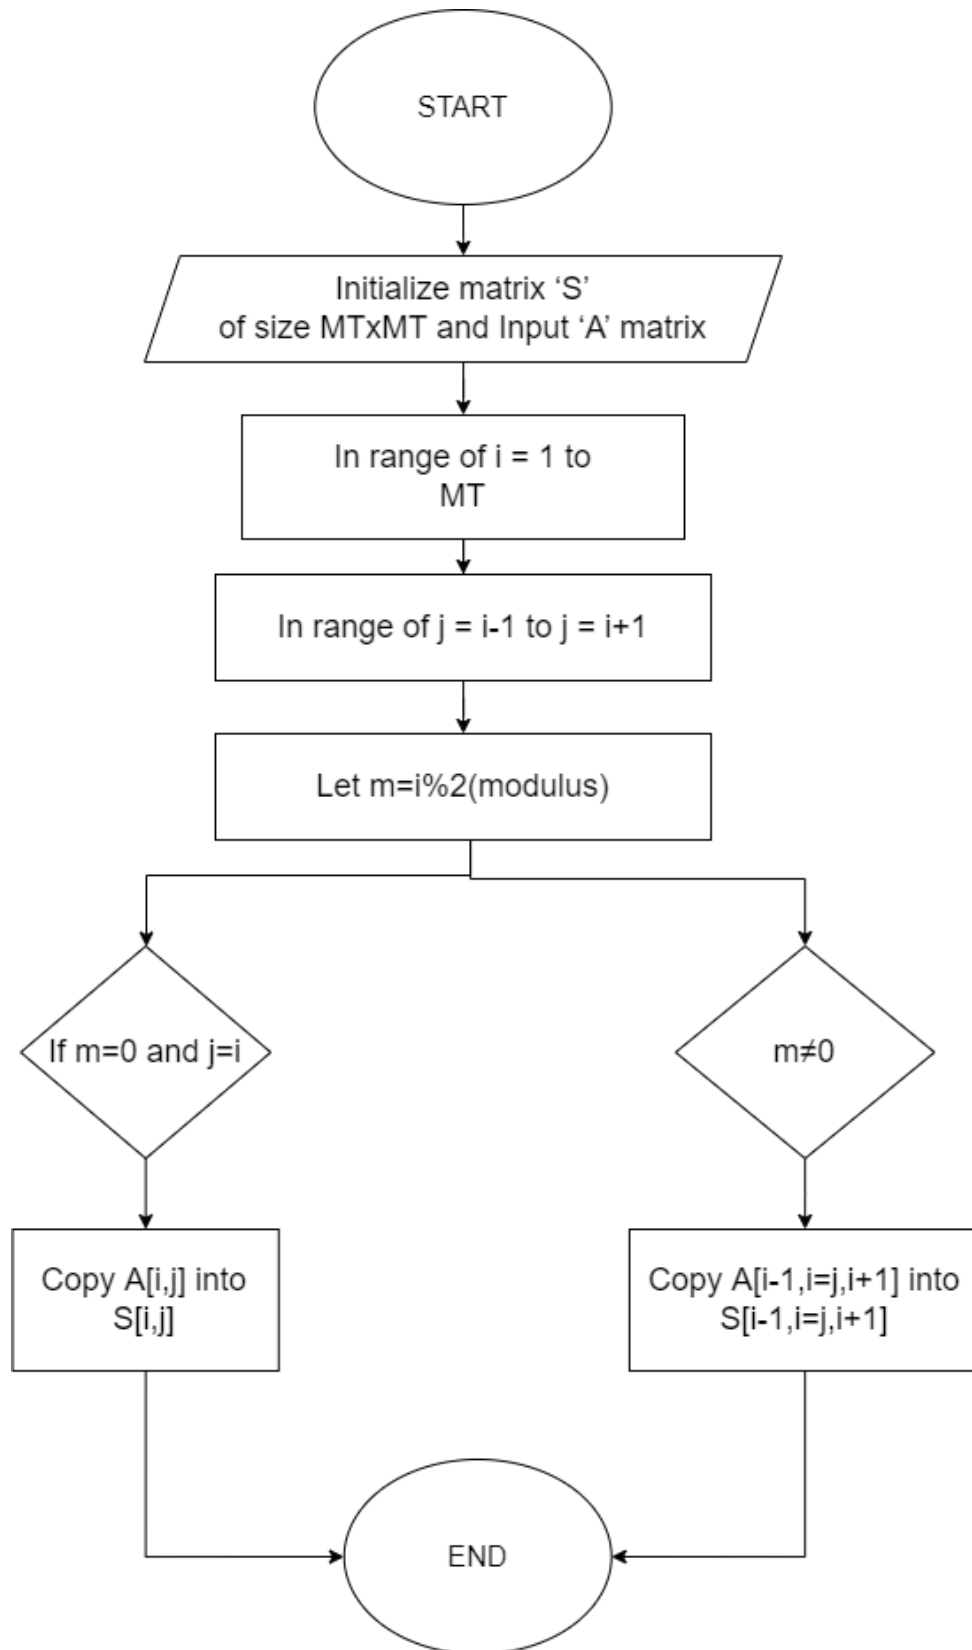 START
Initialize matrix ‘S’
of size MTxMT and Input ‘A’ matrix
In range of i = 1 to
MT
In range of j = i-1 to j = i+1
Let m=i%2(modulus)
If m=0 and j=i
m≠0
Copy A[i,j] into
S[i,j]
Copy A[i-1,i=j,i+1] into
S[i-1,i=j,i+1]
END